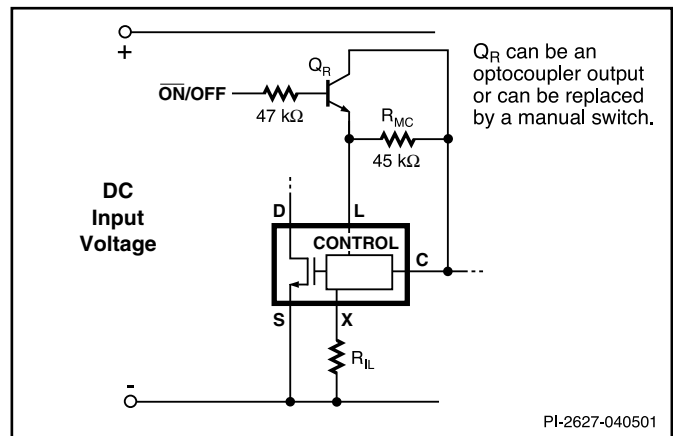 +
Q_R can be an
optocoupler output
or can be replaced
by a manual switch.
Q_R
ON/OFF
47 kΩ
R_MC
45 kΩ
DC
Input
Voltage
D
L
CONTROL
C
S
X
R_IL
-
PI-2627-040501